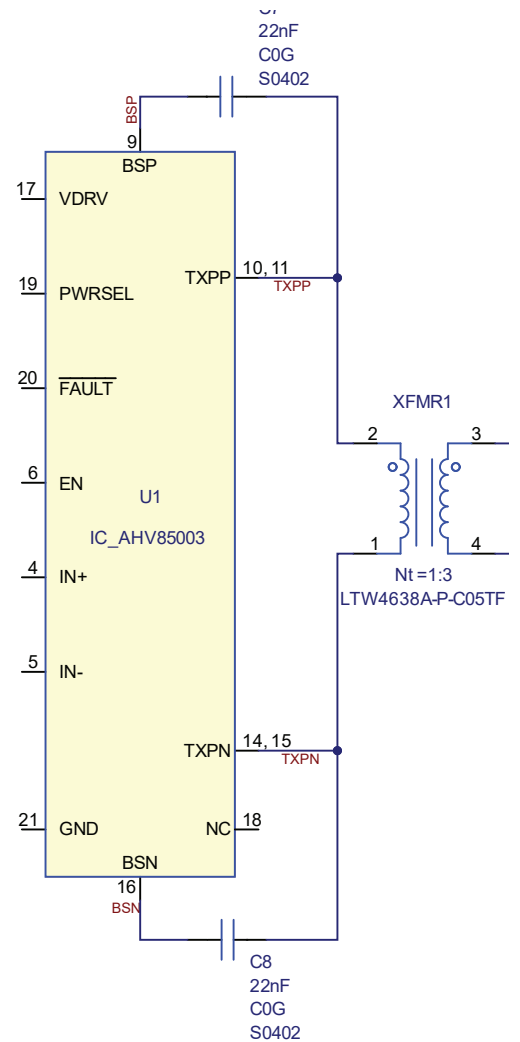 22nF
C0G
S0402
BSP
9
BSP
17
VDRV
TXPP
10, 11
TXPP
19
PWRSEL
20
FAULT
XFMR1
2
3
6
EN
U1
IC_AHV85003
1
4
4
IN+
Nt =1:3
LTW4638A-P-C05TF
5
IN-
TXPN
14, 15
TXPN
21
GND
NC
18
BSN
16
BSN
C8
22nF
C0G
S0402